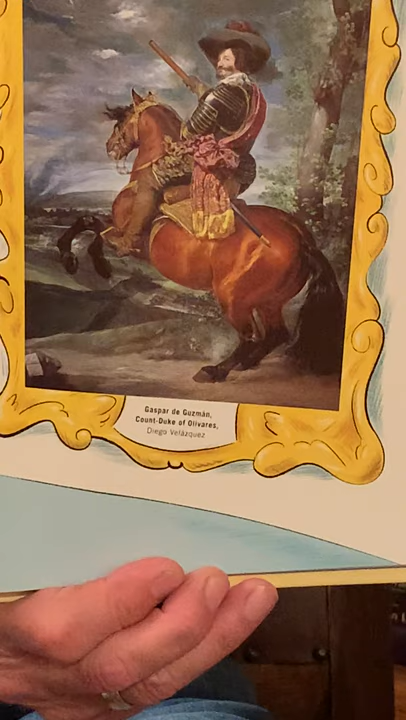 Gaspar de Guzmán,
Count-Duke of Olivares,
Diego Velázquez